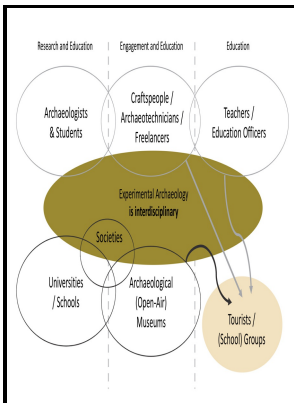 Research and Education
Engagement and Education
Education
Archaeologists
& Students
Craftspeople /
Archaeotechnicians /
Freelancers
Teachers /
Education Officers
Experimental Archaeology
is interdisciplinary
Societies
Universities
/ Schools
Archaeological
(Open-Air)
Museums
Tourists /
(School) Groups